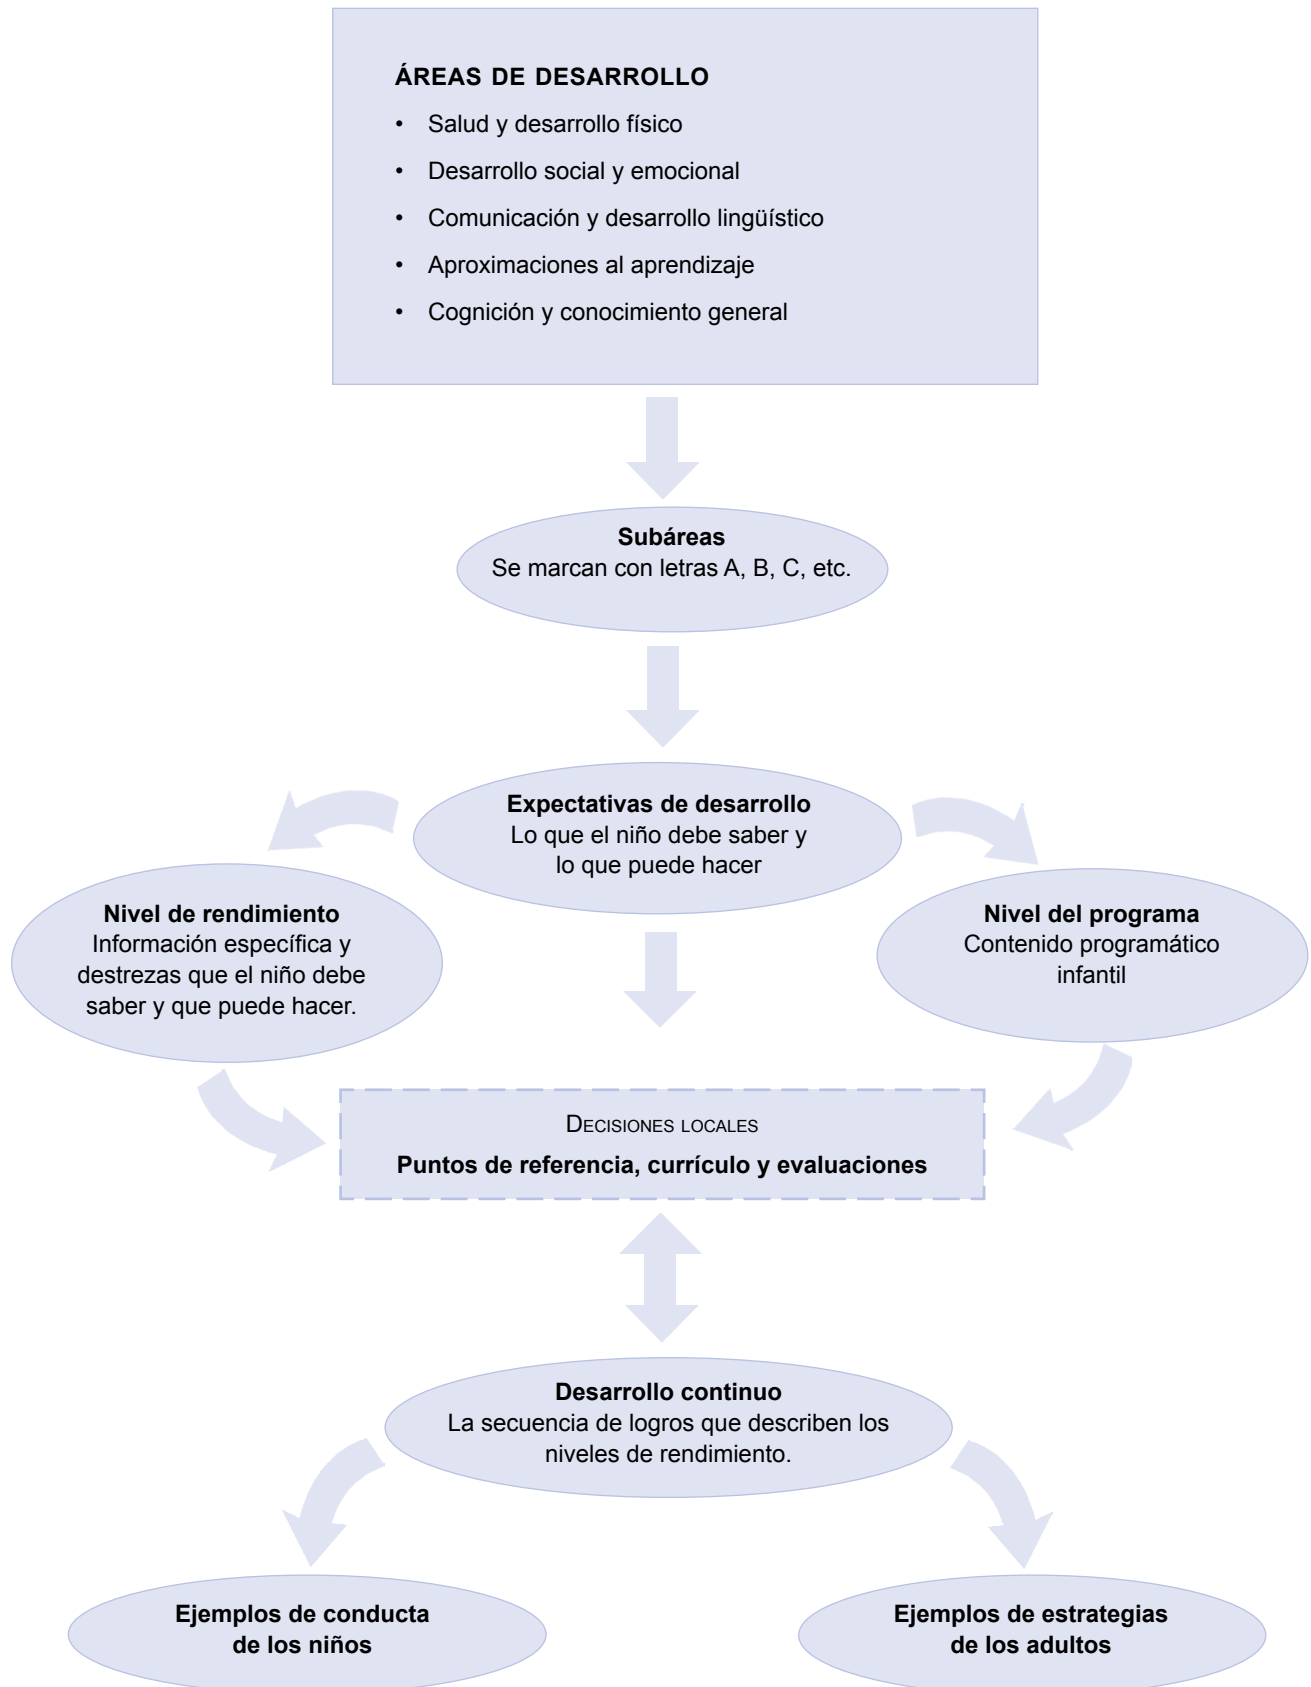 ÁREAS DE DESARROLLO
• Salud y desarrollo físico
• Desarrollo social y emocional
• Comunicación y desarrollo lingüístico
• Aproximaciones al aprendizaje
• Cognición y conocimiento general
Subáreas
Se marcan con letras A, B, C, etc.
Expectativas de desarrollo
Lo que el niño debe saber y
lo que puede hacer
Nivel de rendimiento
Información específica y
destrezas que el niño debe
saber y que puede hacer.
Nivel del programa
Contenido programático
infantil
DECISIONES LOCALES
Puntos de referencia, currículo y evaluaciones
Desarrollo continuo
La secuencia de logros que describen los
niveles de rendimiento.
Ejemplos de conducta
de los niños
Ejemplos de estrategias
de los adultos